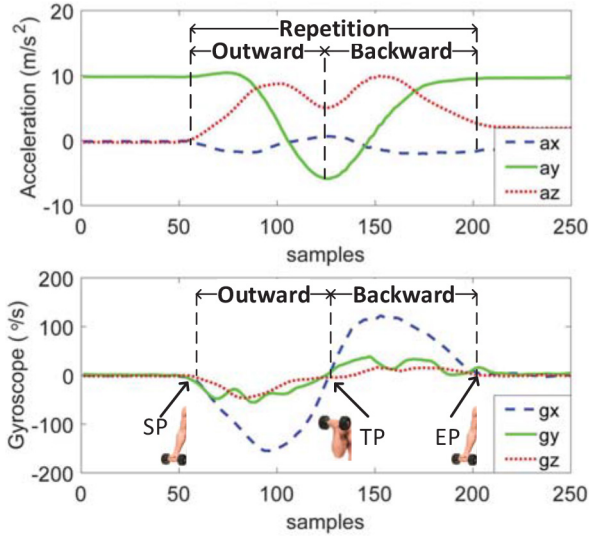 Repetition
Outward Backward
Acceleration (m/s²)
20
10
0
-10
ax
ay
az
0 50 100 150 200 250
samples
Outward Backward
Gyroscope ( °/s)
200
100
0
-100
-200
SP
TP
EP
gx
gy
gz
0 50 100 150 200 250
samples